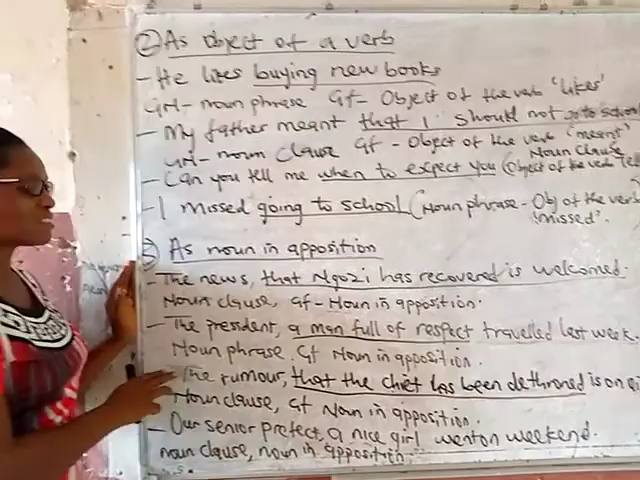 ② As object of a verb
- He likes buying new books
Gnl- noun phrase Gf- Object of the verb 'likes'
- My father meant that I should not go to school
Gnl- noun Clause Gf - Object of the verb 'meant'
- Can you tell me when to expect you (Noun Clause Object of the verb
- I missed going to school (Noun phrase - Obj of the verb 'missed'.
③ As noun in apposition
- The news, that Ngozi has recovered is welcomed.
Noun clause, Gf- Noun in apposition.
- The president, a man full of respect travelled last week.
Noun phrase. Gf Noun in apposition.
The rumour, that the chief has been dethroned is on
Noun clause, Gf Noun in apposition.
- Our senior prefect, a nice girl went on weekend.
noun clause, noun in apposition.